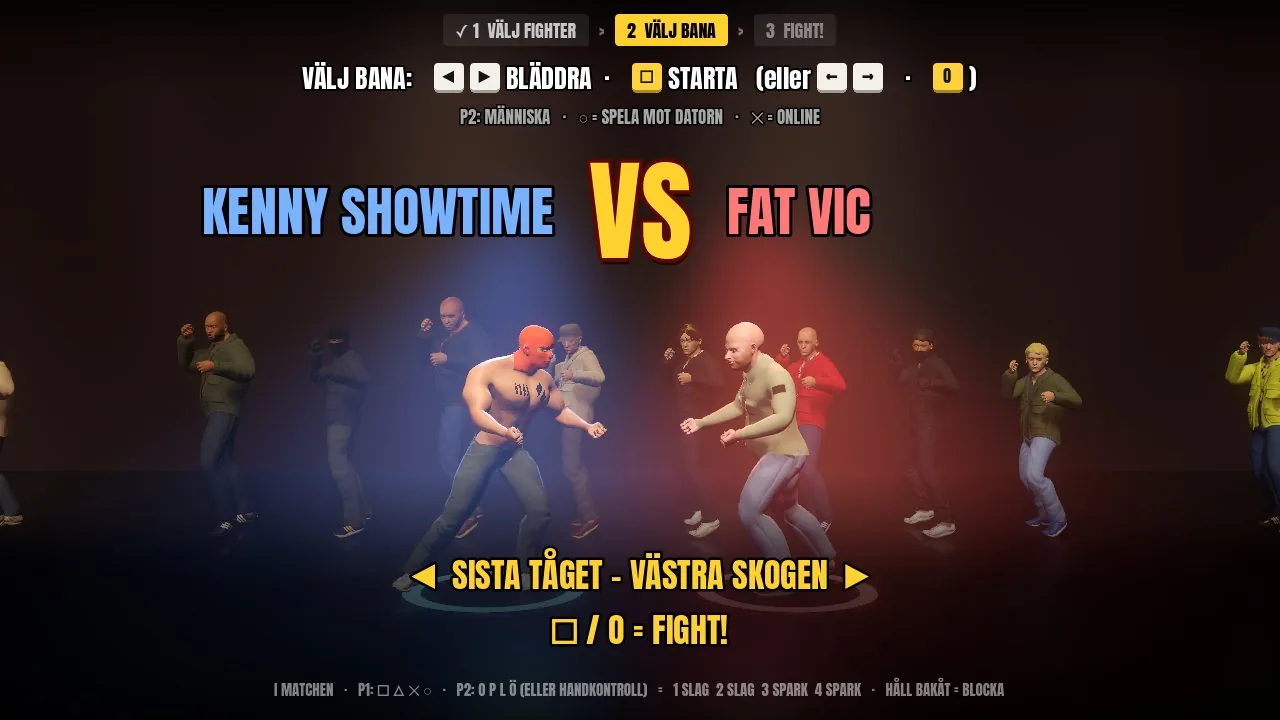 ✓ 1 VÄLJ FIGHTER › 2 VÄLJ BANA › 3 FIGHT!
VÄLJ BANA: ◀ ▶ BLÄDDRA · □ STARTA (eller ← → · O )
P2: MÄNNISKA · ○ = SPELA MOT DATORN · ✕ = ONLINE
KENNY SHOWTIME VS FAT VIC
◀ SISTA TÅGET - VÄSTRA SKOGEN ▶
□ / O = FIGHT!
I MATCHEN · P1: □ △ ✕ ○ · P2: O P L Ö (ELLER HANDKONTROLL) = 1 SLAG 2 SLAG 3 SPARK 4 SPARK · HÅLL BAKÅT = BLOCKA